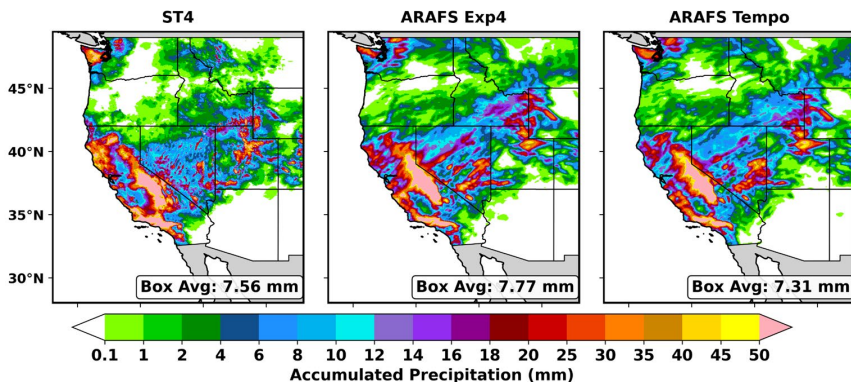 ST4 ARAFS Exp4 ARAFS Tempo
45°N
40°N
35°N
30°N
Box Avg: 7.56 mm Box Avg: 7.77 mm Box Avg: 7.31 mm
0.1 1 2 4 6 8 10 12 14 16 18 20 25 30 35 40 45 50
Accumulated Precipitation (mm)